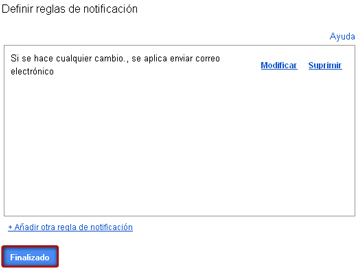 Definir reglas de notificación
Ayuda
Si se hace cualquier cambio., se aplica enviar correo
electrónico
Modificar Suprimir
+ Añadir otra regla de notificación
Finalizado